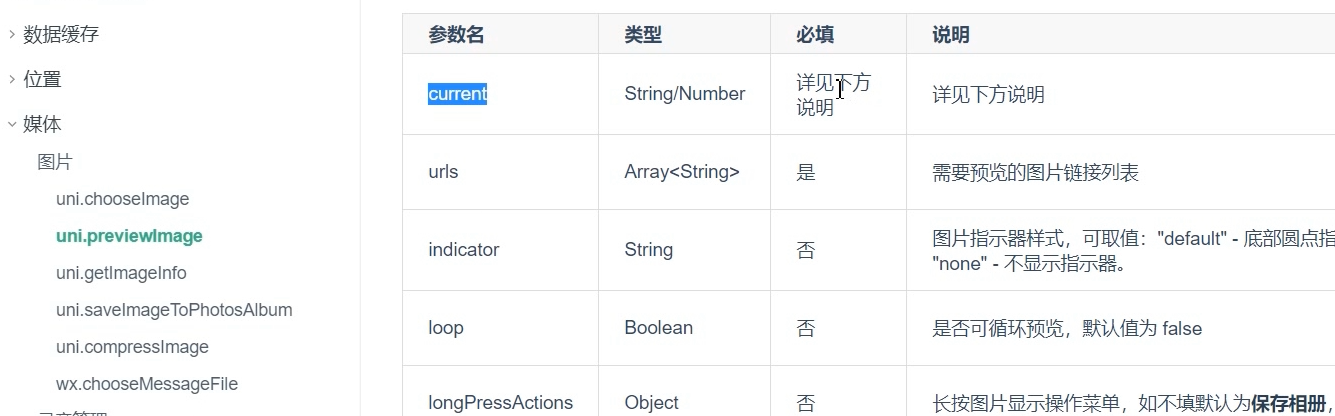 数据缓存
位置
媒体
图片
uni.chooseImage
uni.previewImage
uni.getImageInfo
uni.saveImageToPhotosAlbum
uni.compressImage
wx.chooseMessageFile
参数名 类型 必填 说明
current String/Number 详见下方 详见下方说明
说明
urls Array<String> 是 需要预览的图片链接列表
indicator String 否 图片指示器样式，可取值："default" - 底部圆点指
"none" - 不显示指示器。
loop Boolean 否 是否可循环预览，默认值为 false
longPressActions Object 否 长按图片显示操作菜单，如不填默认为保存相册，